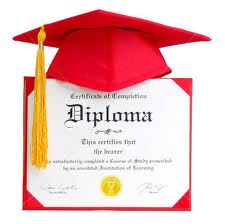 Certificate of Completion
Diploma
This certifies that
the bearer
has satisfactorily completed a Course of Study prescribed
by an accredited Institution of Learning